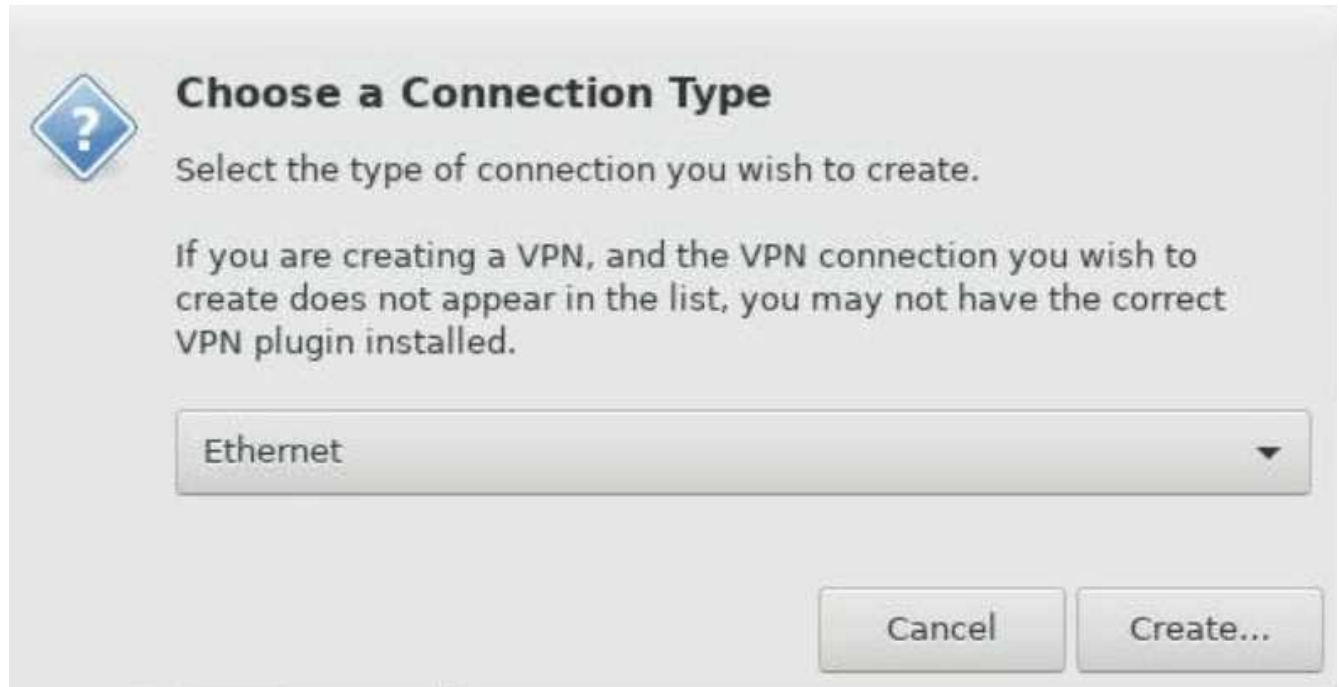 Choose a Connection Type
Select the type of connection you wish to create.
If you are creating a VPN, and the VPN connection you wish to
create does not appear in the list, you may not have the correct
VPN plugin installed.
Ethernet
Cancel Create...